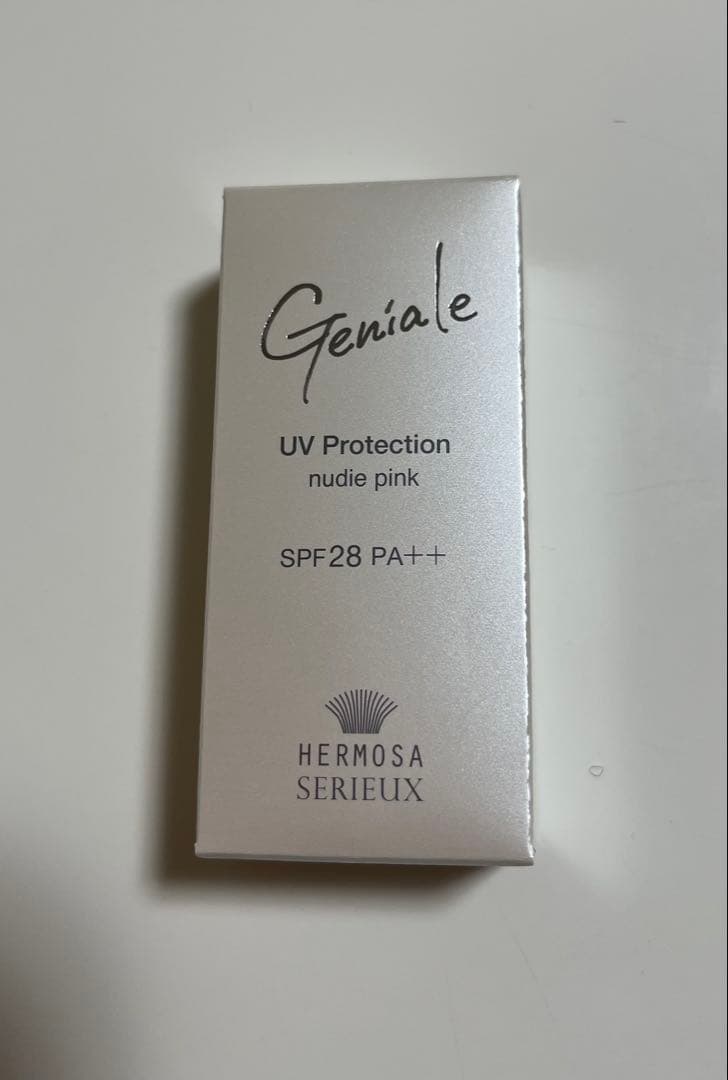 Geniale
UV Protection
nudie pink
SPF28 PA++
HERMOSA
SERIEUX